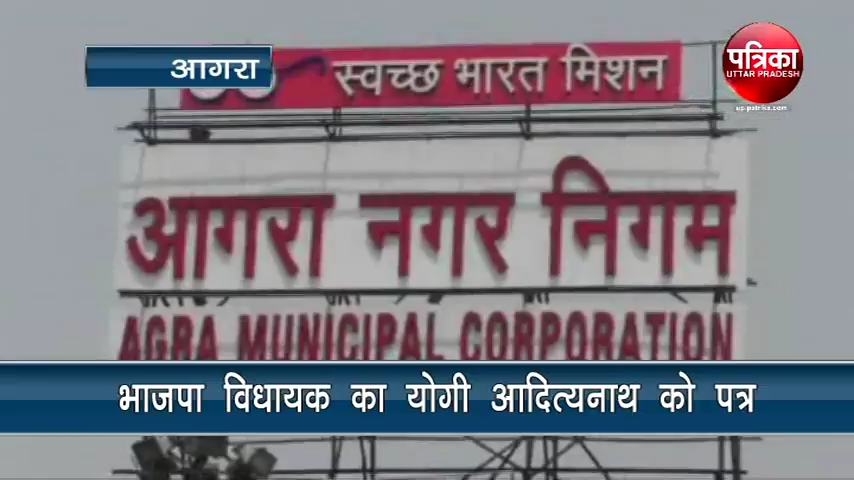 आगरा
स्वच्छ भारत मिशन
पत्रिका
UTTAR PRADESH
up.patrika.com
आगरा नगर निगम
AGRA MUNICIPAL CORPORATION
भाजपा विधायक का योगी आदित्यनाथ को पत्र